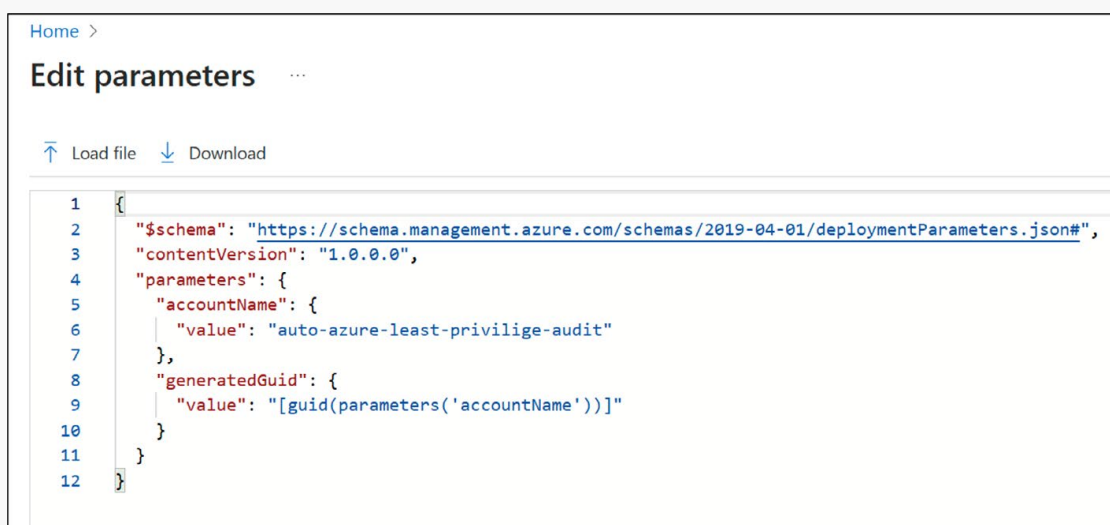 Home >
Edit parameters ...
Load file Download
1 {
2 "$schema": "https://schema.management.azure.com/schemas/2019-04-01/deploymentParameters.json#",
3 "contentVersion": "1.0.0.0",
4 "parameters": {
5 "accountName": {
6 "value": "auto-azure-least-privilige-audit"
7 },
8 "generatedGuid": {
9 "value": "[guid(parameters('accountName'))]"
10 }
11 }
12 }